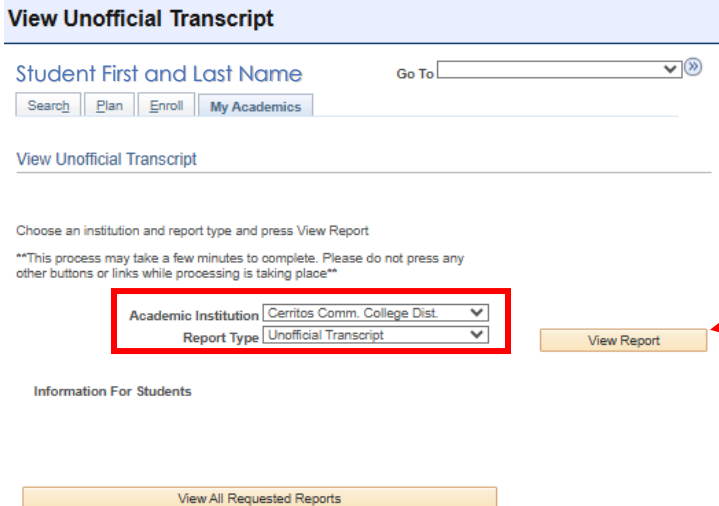 View Unofficial Transcript
Student First and Last Name
Go To
Search Plan Enroll My Academics
View Unofficial Transcript
Choose an institution and report type and press View Report
**This process may take a few minutes to complete. Please do not press any
other buttons or links while processing is taking place**
Academic Institution Cerritos Comm. College Dist.
Report Type Unofficial Transcript
View Report
Information For Students
View All Requested Reports